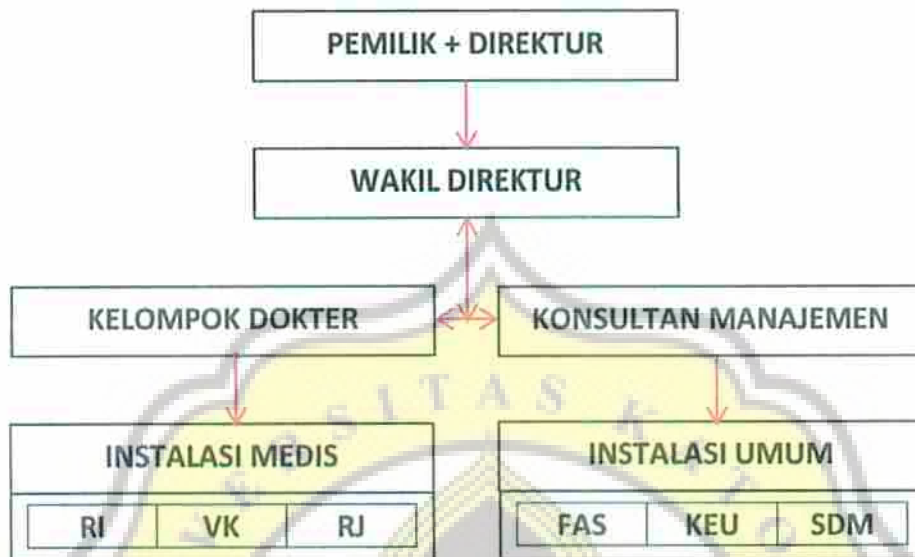 PEMILIK + DIREKTUR
WAKIL DIREKTUR
KELOMPOK DOKTER
KONSULTAN MANAJEMEN
INSTALASI MEDIS
INSTALASI UMUM
RI VK RJ
FAS KEU SDM